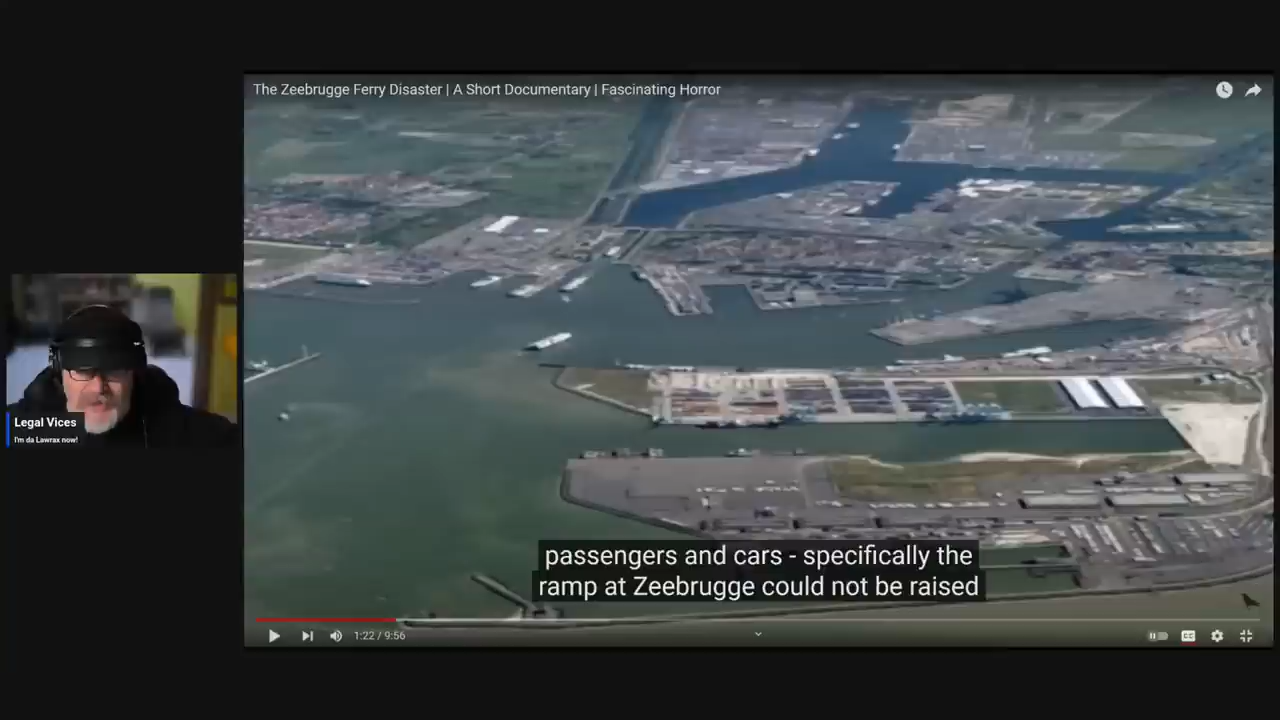 The Zeebrugge Ferry Disaster | A Short Documentary | Fascinating Horror
Legal Vices
I'm da Lawrax now!
passengers and cars - specifically the
ramp at Zeebrugge could not be raised
1:22 / 9:56
CC